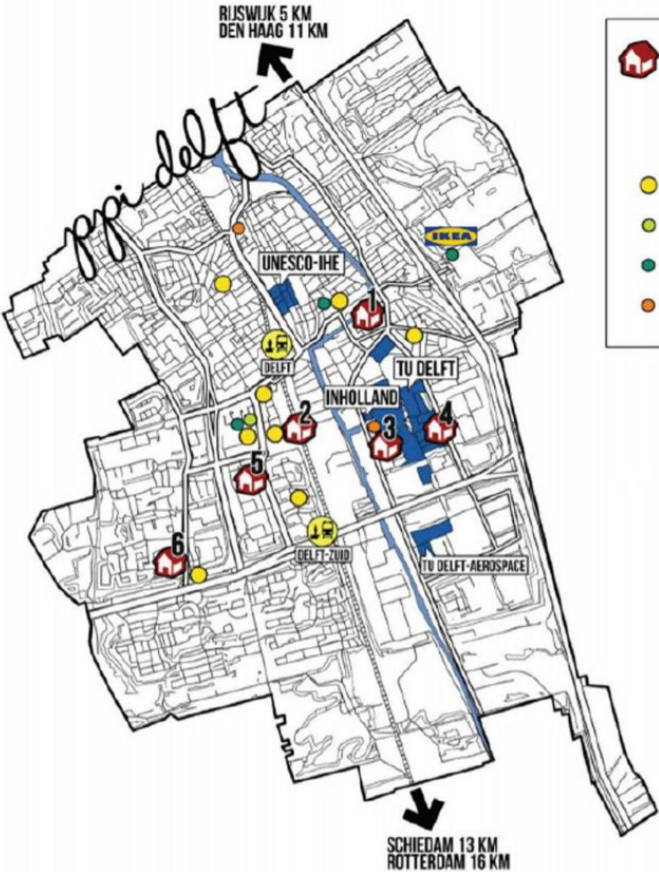 RIJSWIJK 5 KM
DEN HAAG 11 KM
ppi delft
IKEA
UNESCO-IHE
1
DELFT
TU DELFT
INHOLLAND
2
3
4
5
DELFT-ZUID
6
TU DELFT-AEROSPACE
SCHIEDAM 13 KM
ROTTERDAM 16 KM